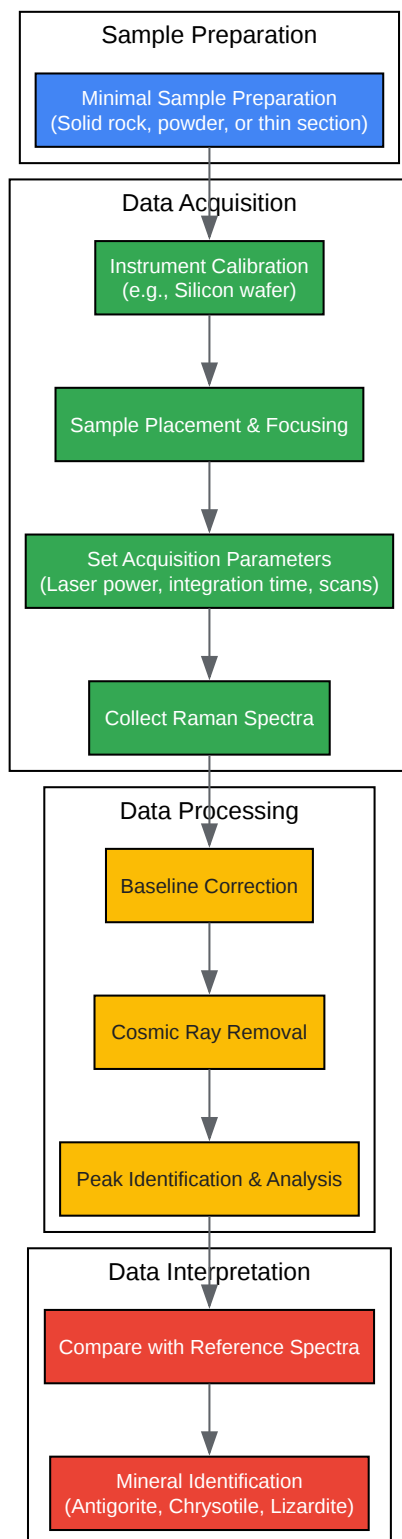 Sample Preparation
Minimal Sample Preparation
(Solid rock, powder, or thin section)
Data Acquisition
Instrument Calibration
(e.g., Silicon wafer)
Sample Placement & Focusing
Set Acquisition Parameters
(Laser power, integration time, scans)
Collect Raman Spectra
Data Processing
Baseline Correction
Cosmic Ray Removal
Peak Identification & Analysis
Data Interpretation
Compare with Reference Spectra
Mineral Identification
(Antigorite, Chrysotile, Lizardite)